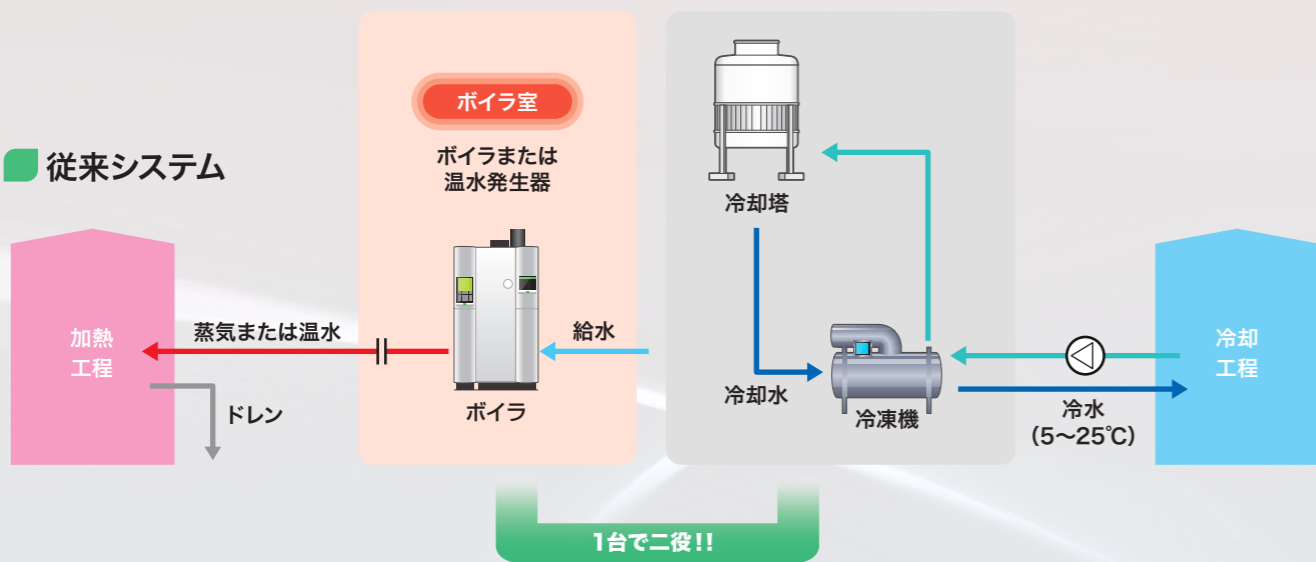 従来システム
ボイラ室
ボイラまたは
温水発生器
冷却塔
加熱
工程
蒸気または温水
給水
ドレン
ボイラ
冷却水
冷凍機
冷水
(5〜25℃)
冷却
工程
1台で二役!!